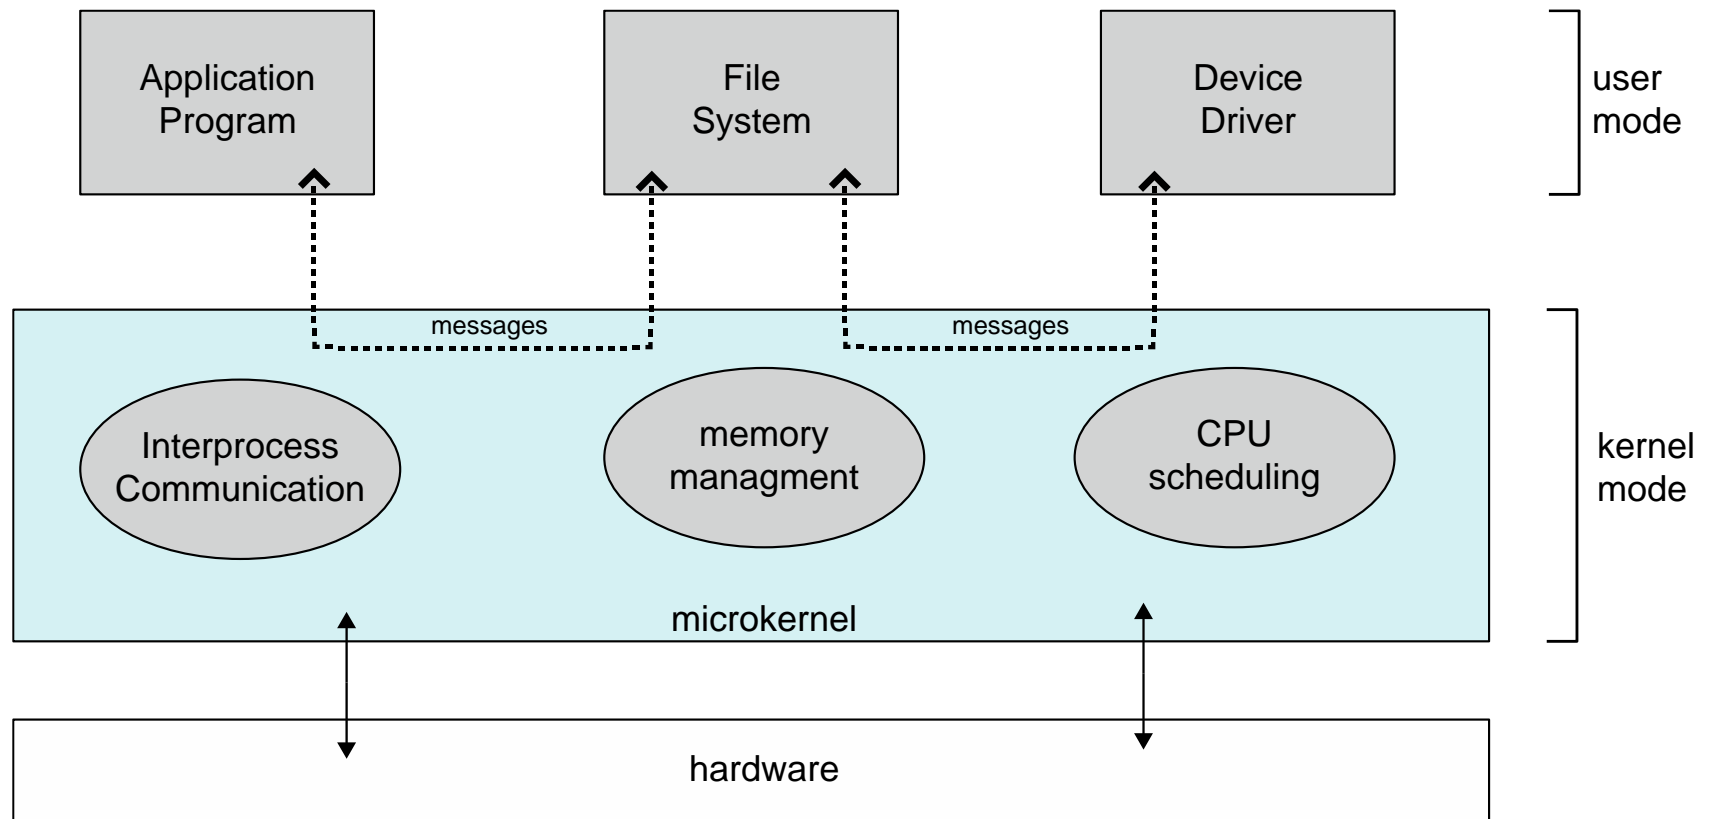 Application
Program
File
System
Device
Driver
user
mode
messages
messages
Interprocess
Communication
memory
managment
CPU
scheduling
kernel
mode
microkernel
hardware